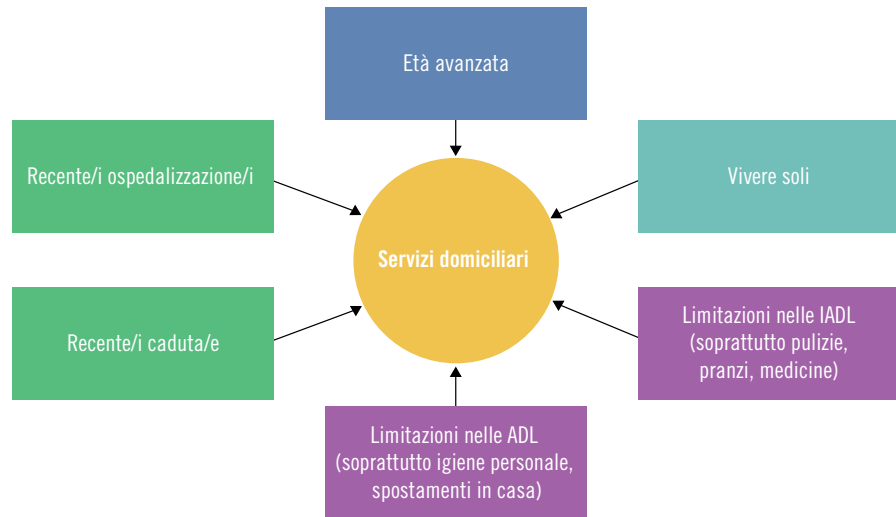 Età avanzata
Recente/i ospedalizzazione/i
Vivere soli
Servizi domiciliari
Recente/i caduta/e
Limitazioni nelle IADL
(soprattutto pulizie,
pranzi, medicine)
Limitazioni nelle ADL
(soprattutto igiene personale,
spostamenti in casa)